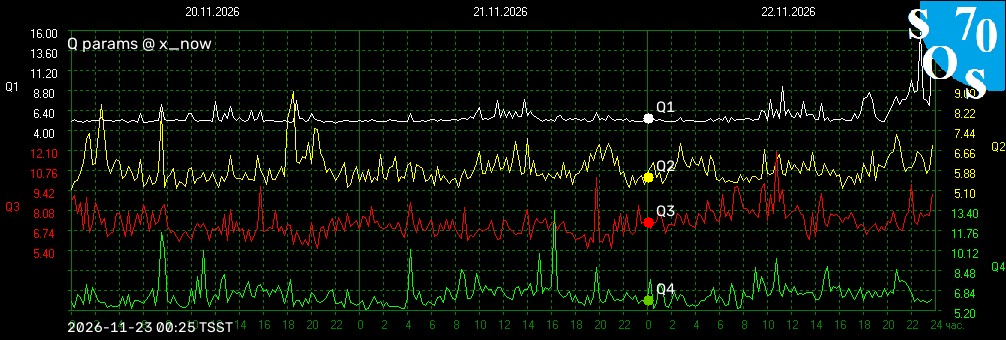 20.11.2026 21.11.2026 22.11.2026
S 70
O
S
Q params @ x_now
16.00
13.60
11.20
Q1 8.80 9.00
6.40 Q1 8.22
4.00 7.44
12.10 6.66 Q2
10.76 Q2 5.88
9.42 5.10
Q3 8.08 Q3 13.40
6.74 11.76
5.40 10.12
8.48 Q4
Q4 6.84
5.20
2026-11-23 00:25 TSST 14 16 18 20 22 0 2 4 6 8 10 12 14 16 18 20 22 0 2 4 6 8 10 12 14 16 18 20 22 24 час.